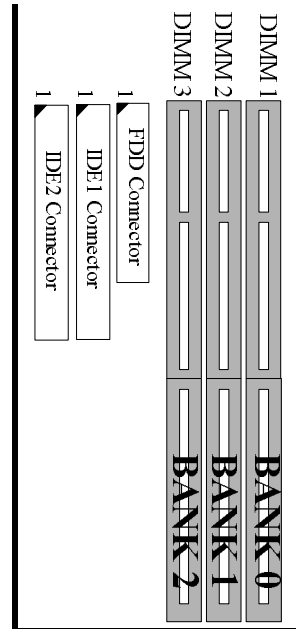 DIMM 1
BANK 0
DIMM 2
BANK 1
DIMM 3
BANK 2
1
FDD Connector
1
IDE1 Connector
1
IDE2 Connector